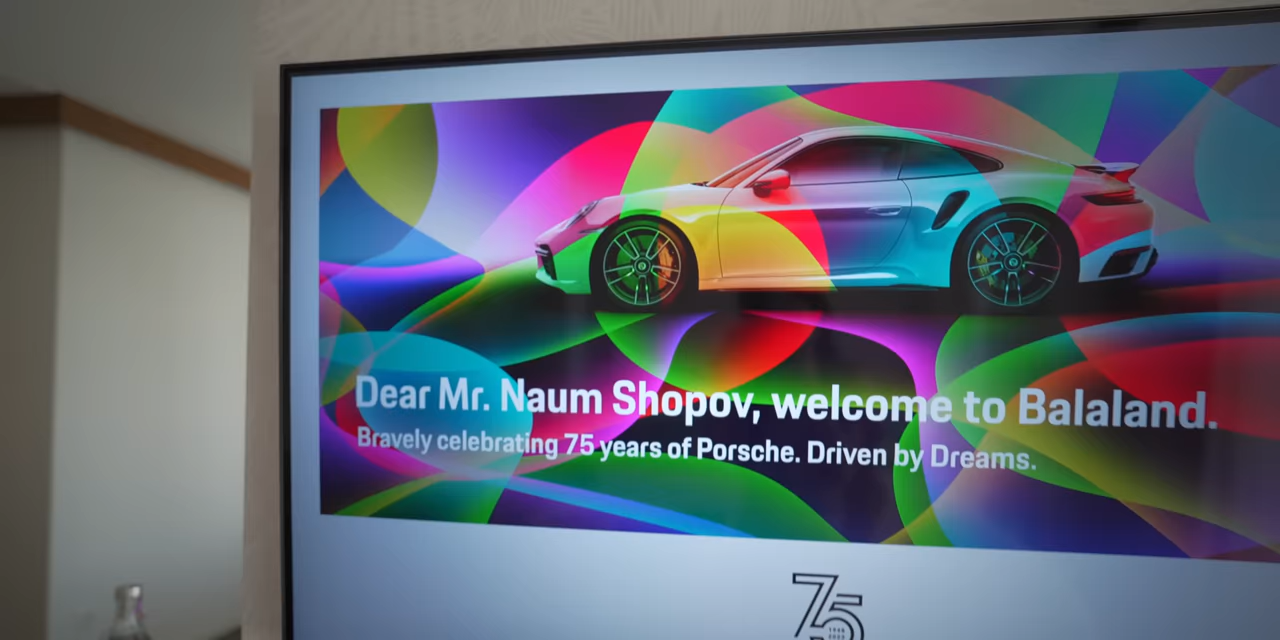 Dear Mr. Naum Shopov, welcome to Balaland.
Bravely celebrating 75 years of Porsche. Driven by Dreams.
75